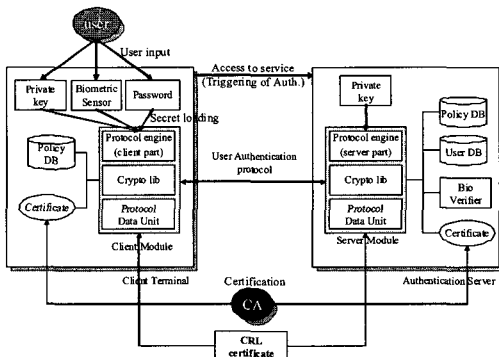 user
User input
Private
key
Biometric
Sensor
Password
Secret loading
Policy
DB
Certificate
Protocol engine
(client part)
Crypto lib
Protocol
Data Unit
Client Module
Client Terminal
Access to service
(Triggering of Auth.)
User Authentication
protocol
Private
key
Protocol engine
(server part)
Crypto lib
Protocol
Data Unit
Server Module
Policy DB
User DB
Bio
Verifier
Certificate
Authentication Server
Certification
CA
CRL
certificate